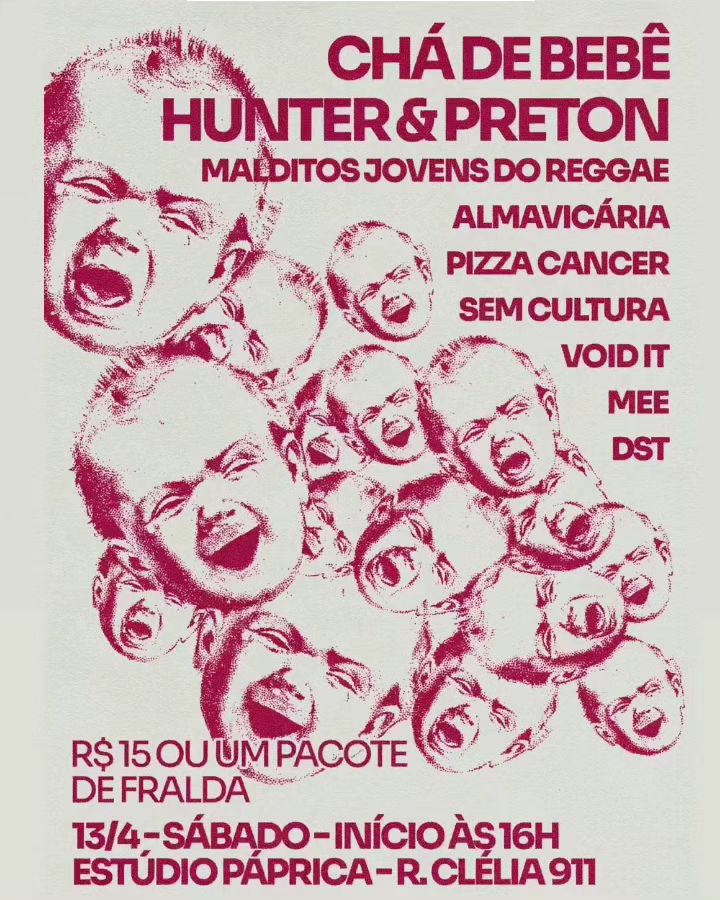 CHÁ DE BEBÊ
HUNTER & PRETON
MALDITOS JOVENS DO REGGAE
ALMAVICÁRIA
PIZZA CANCER
SEM CULTURA
VOID IT
MEE
DST
R$ 15 OU UM PACOTE
DE FRALDA
13/4 - SÁBADO - INÍCIO ÀS 16H
ESTÚDIO PÁPRICA - R. CLÉLIA 911